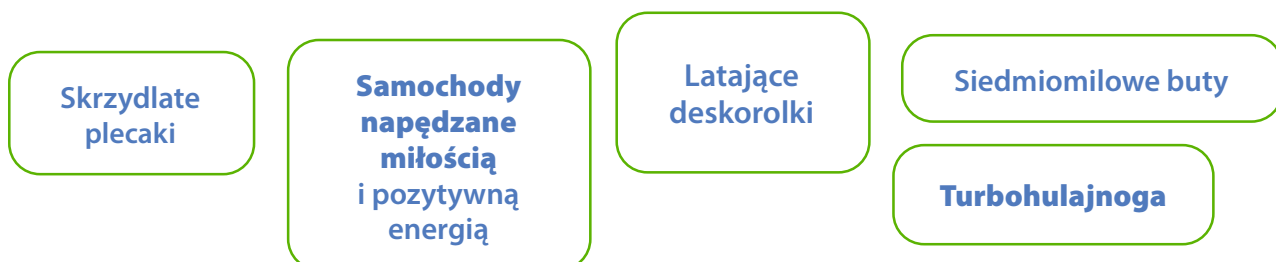 Skrzydlate
plecaki
Samochody
napędzane
miłością
i pozytywną
energią
Latające
deskorolki
Siedmiomilowe buty
Turbohulajnoga